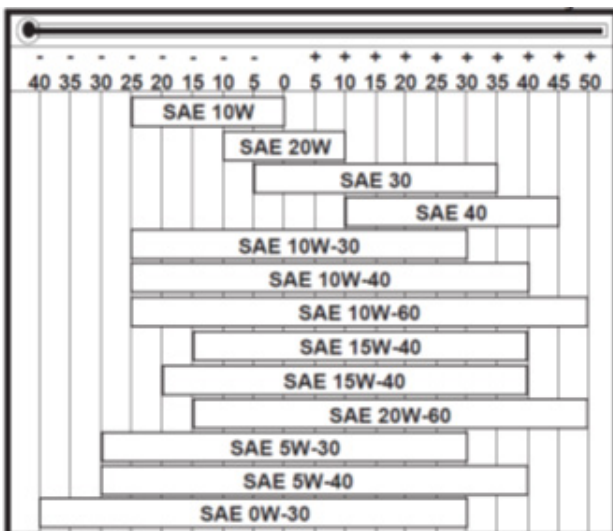 - - - - - - - - + + + + + + + + + +
40 35 30 25 20 15 10 5 0 5 10 15 20 25 30 35 40 45 50
SAE 10W
SAE 20W
SAE 30
SAE 40
SAE 10W-30
SAE 10W-40
SAE 10W-60
SAE 15W-40
SAE 15W-40
SAE 20W-60
SAE 5W-30
SAE 5W-40
SAE 0W-30